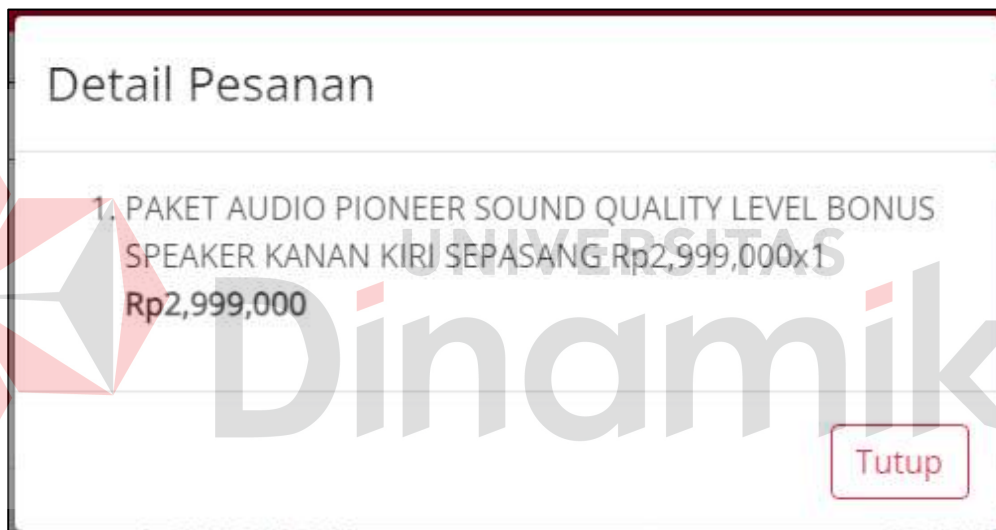 Detail Pesanan
1. PAKET AUDIO PIONEER SOUND QUALITY LEVEL BONUS
SPEAKER KANAN KIRI SEPASANG Rp2,999,000x1
Rp2,999,000
UNIVERSITAS
Dinamik
Tutup